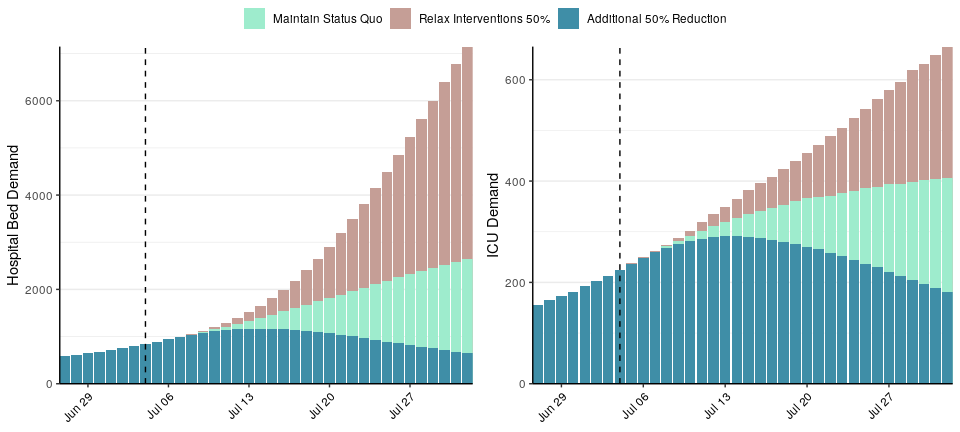 Maintain Status Quo Relax Interventions 50% Additional 50% Reduction
Hospital Bed Demand
6000
4000
2000
0
Jun 29 Jul 06 Jul 13 Jul 20 Jul 27
ICU Demand
600
400
200
0
Jun 29 Jul 06 Jul 13 Jul 20 Jul 27